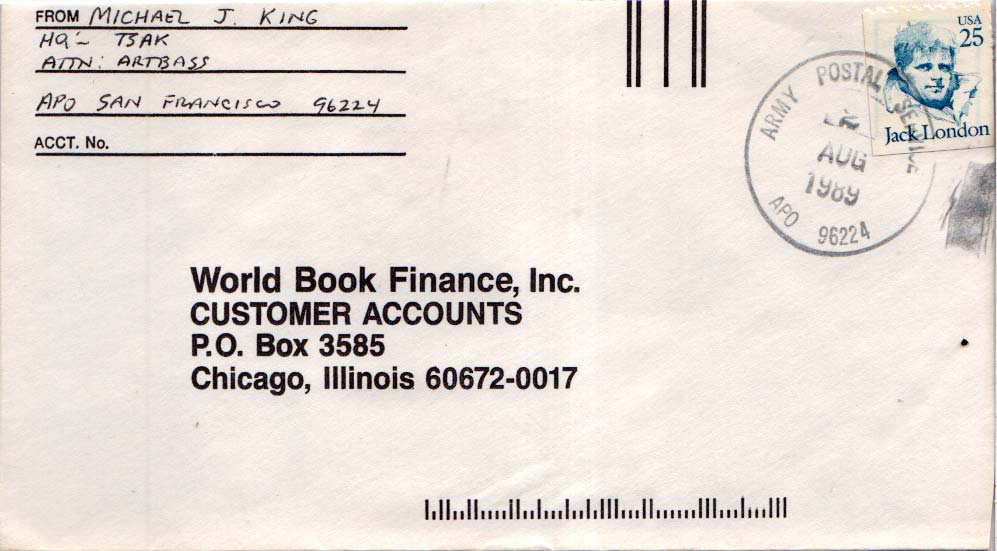 FROM MICHAEL J. KING
HQ - TSAK
ATTN: ARTBASS
APO SAN FRANCISCO 96224
ACCT. No.
USA
25
Jack London
ARMY POSTAL SERVICE
AUG
1989
APO 96224
World Book Finance, Inc.
CUSTOMER ACCOUNTS
P.O. Box 3585
Chicago, Illinois 60672-0017